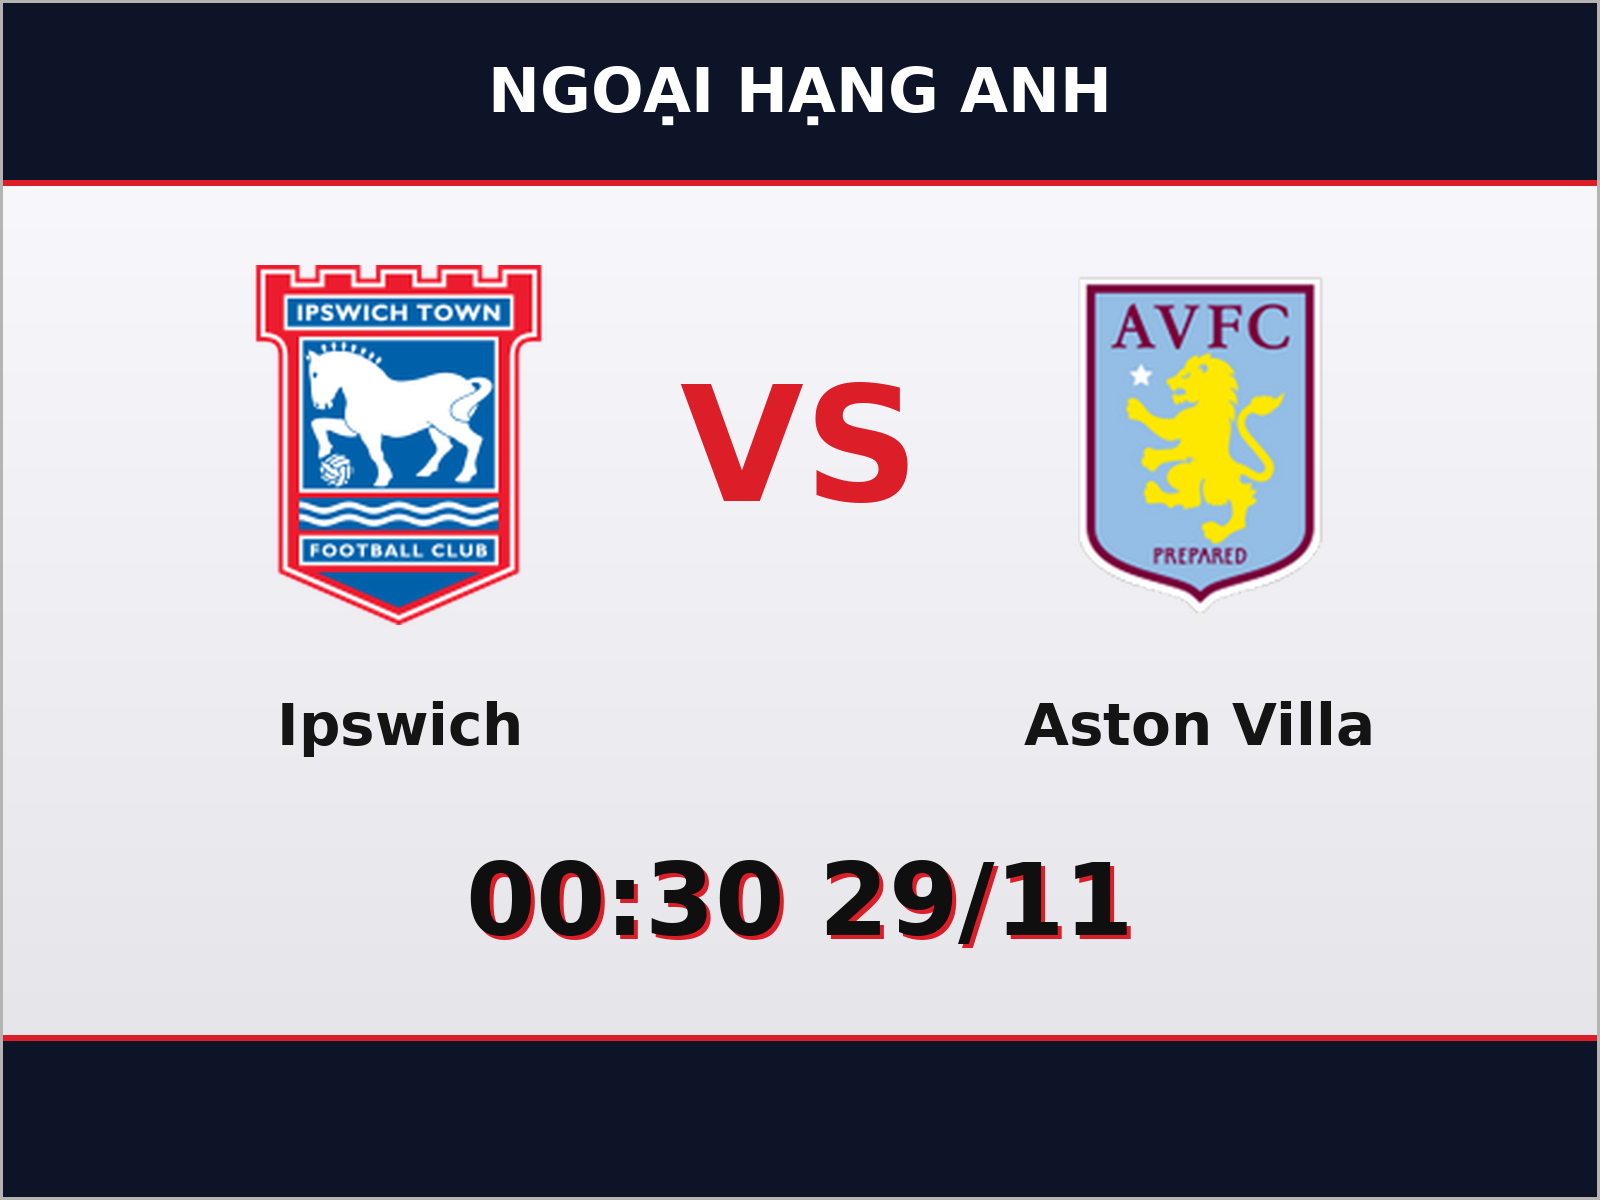 NGOẠI HẠNG ANH
IPSWICH TOWN
FOOTBALL CLUB
VS
AVFC
PREPARED
Ipswich
Aston Villa
00:30 29/11